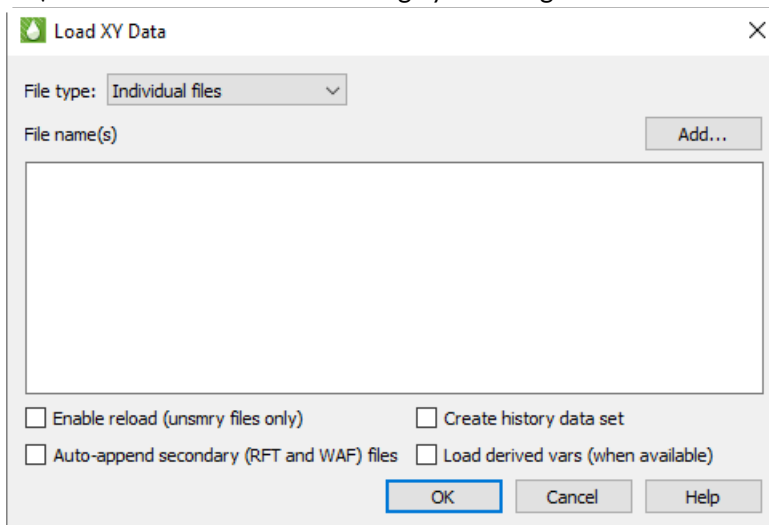 Load XY Data
File type: Individual files
File name(s) Add...
Enable reload (unsmry files only) Create history data set
Auto-append secondary (RFT and WAF) files Load derived vars (when available)
OK Cancel Help